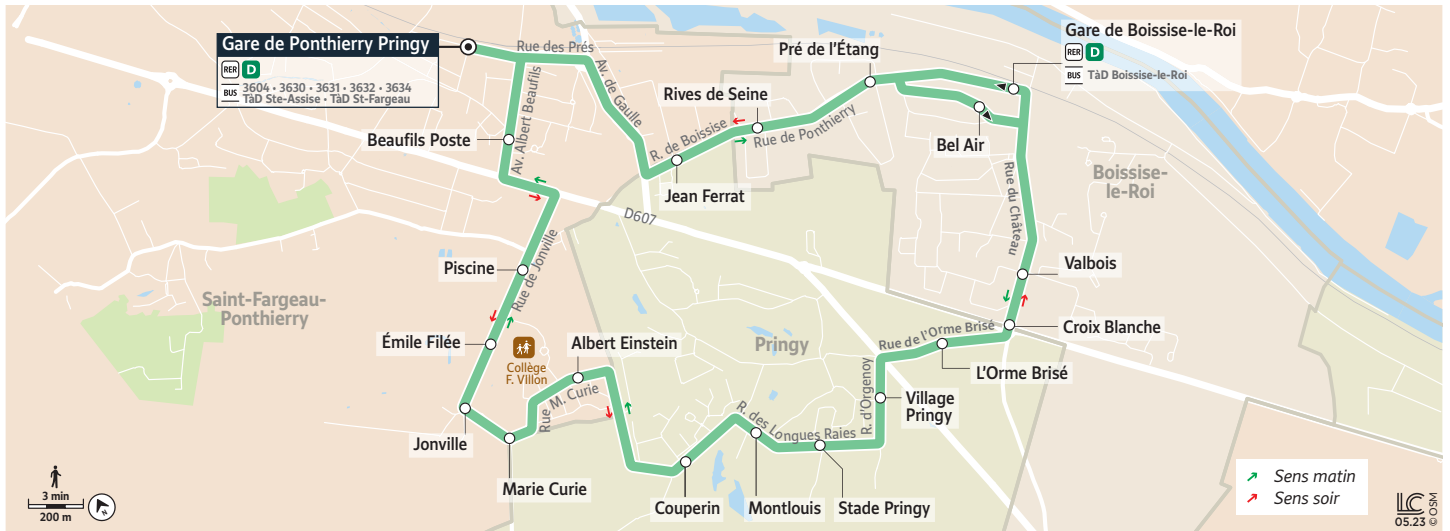 Gare de Ponthierry Pringy
RER D
BUS 3604 • 3630 • 3631 • 3632 • 3634
TàD Ste-Assise • TàD St-Fargeau
Rue des Prés
Av. de Gaulle
Av. Albert Beaufils
Beaufils Poste
Pré de l'Étang
Rives de Seine
R. de Boissise
Rue de Ponthierry
Jean Ferrat
Gare de Boissise-le-Roi
RER D
BUS TàD Boissise-le-Roi
Bel Air
Rue du Château
Boissise-
le-Roi
D607
Piscine
Rue de Jonville
Valbois
Saint-Fargeau-
Ponthierry
Émile Filée
Collège
F. Villon
Albert Einstein
Rue M. Curie
Pringy
Rue de l'Orme Brisé
Croix Blanche
L'Orme Brisé
R. d'Orgenoy
Village
Pringy
R. des Longues Raies
Jonville
Marie Curie
Couperin
Montlouis
Stade Pringy
3 min
200 m
N
Sens matin
Sens soir
LC
05.23 © OSM